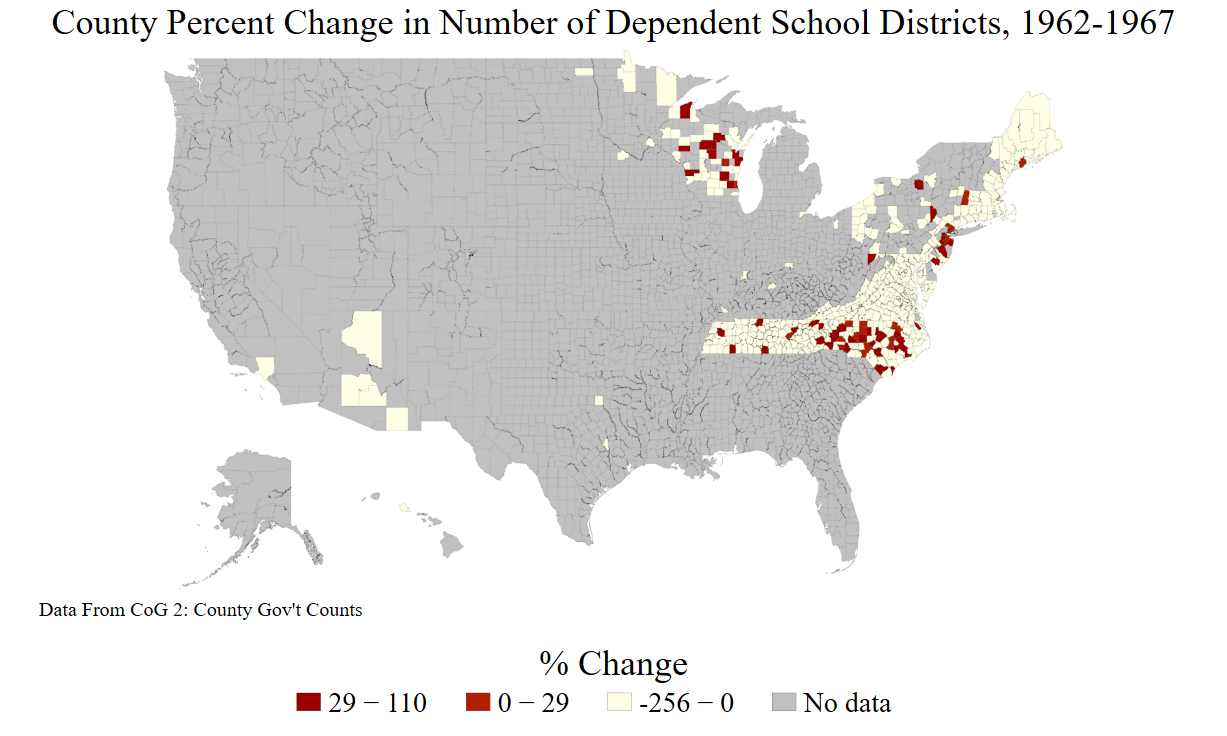 County Percent Change in Number of Dependent School Districts, 1962-1967
Data From CoG 2: County Gov't Counts
% Change
29 − 110
0 − 29
-256 − 0
No data